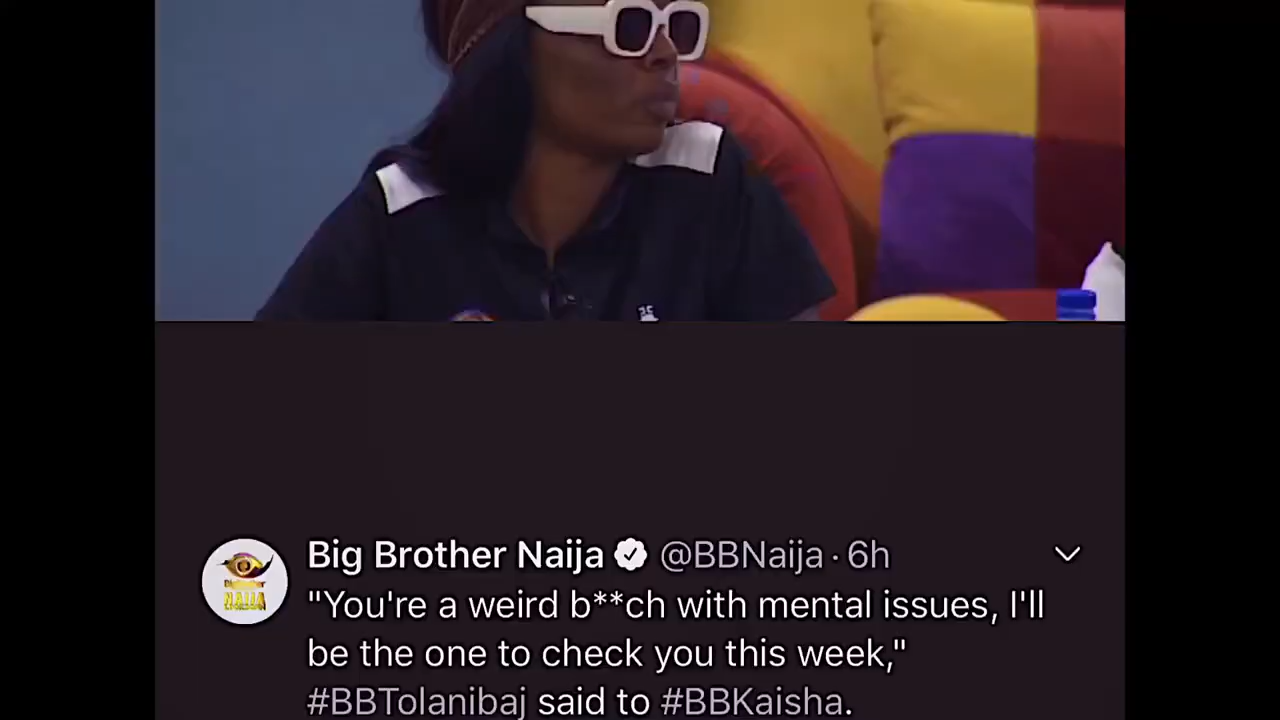 Big Brother Naija @BBNaija · 6h
"You're a weird b**ch with mental issues, I'll
be the one to check you this week,"
#BBTolanibaj said to #BBKaisha.